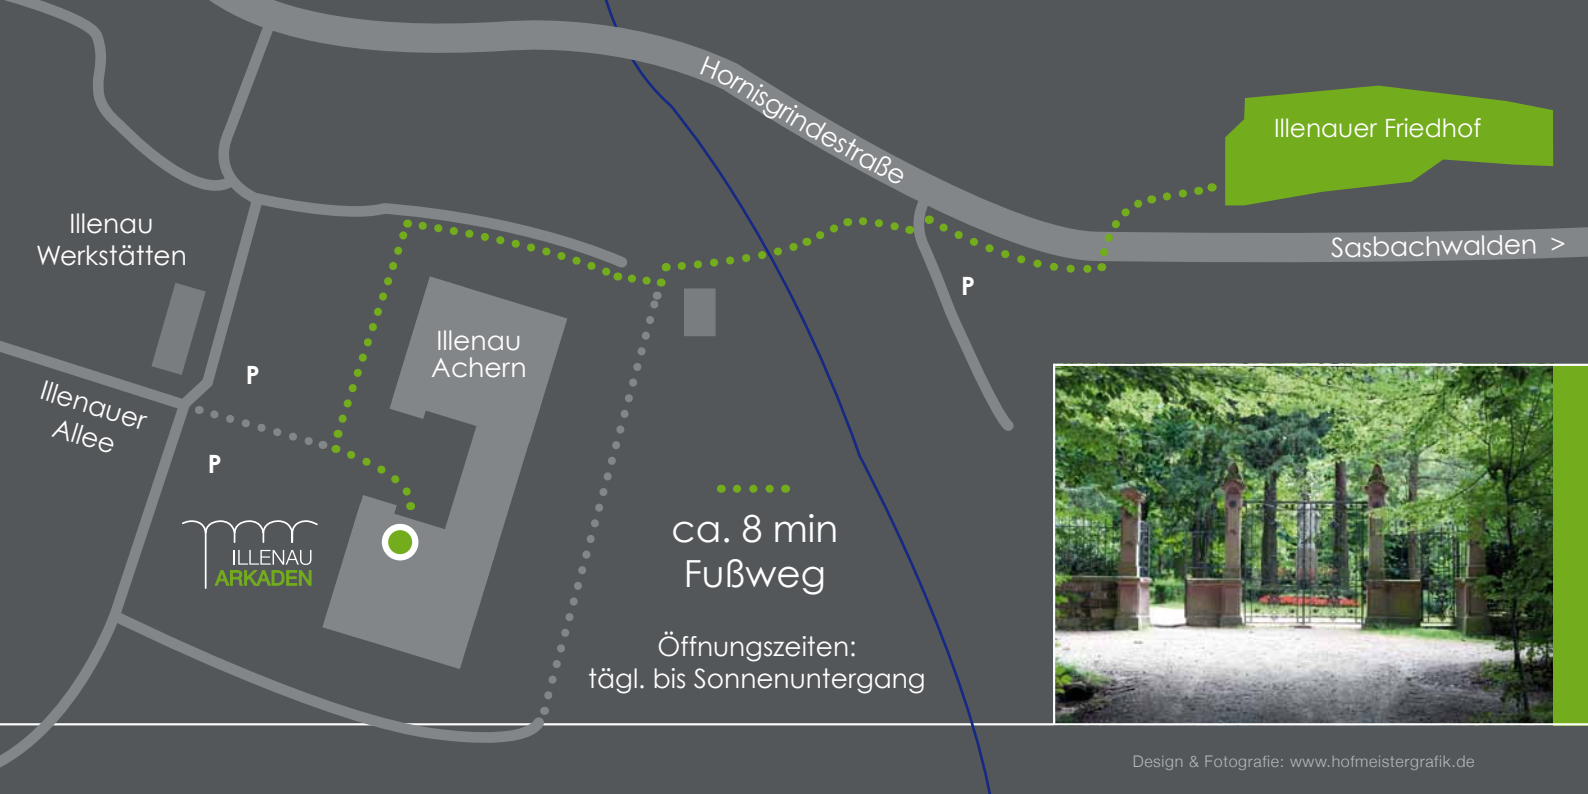 Hornisgrindestraße
Illenauer Friedhof
Sasbachwalden >
Illenau
Werkstätten
P
Illenau
Achern
P
Illenauer
Allee
P
ILLENAU
ARKADEN
ca. 8 min
Fußweg
Öffnungszeiten:
tägl. bis Sonnenuntergang
Design & Fotografie: www.hofmeistergrafik.de